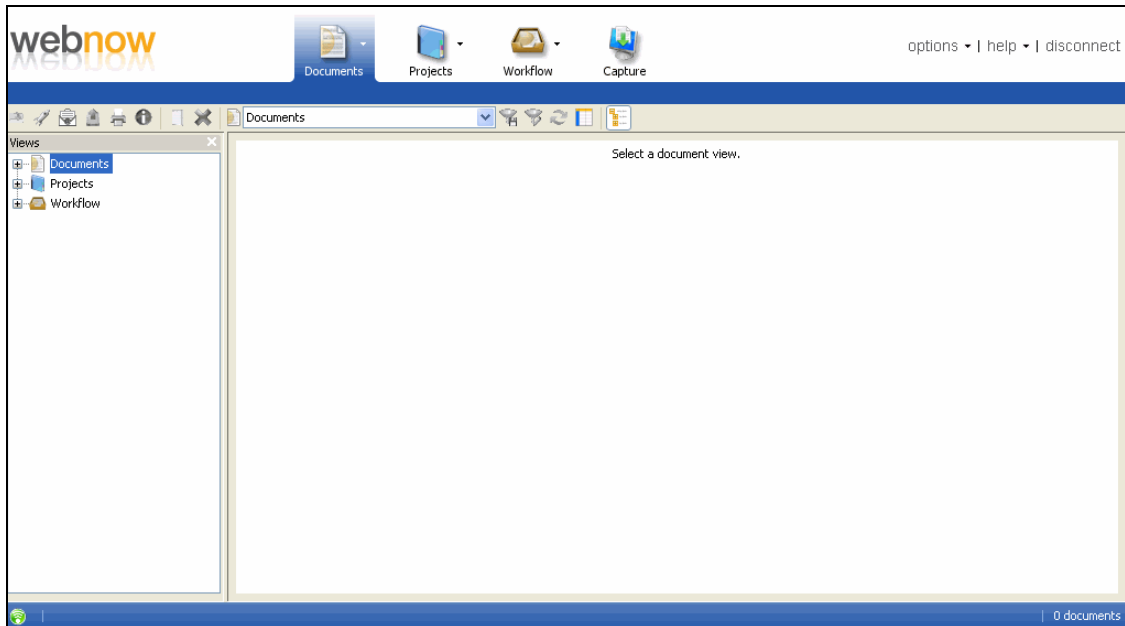 webnow
options | help | disconnect
Documents
Projects
Workflow
Capture
Documents
Views
Documents
Projects
Workflow
Select a document view.
0 documents